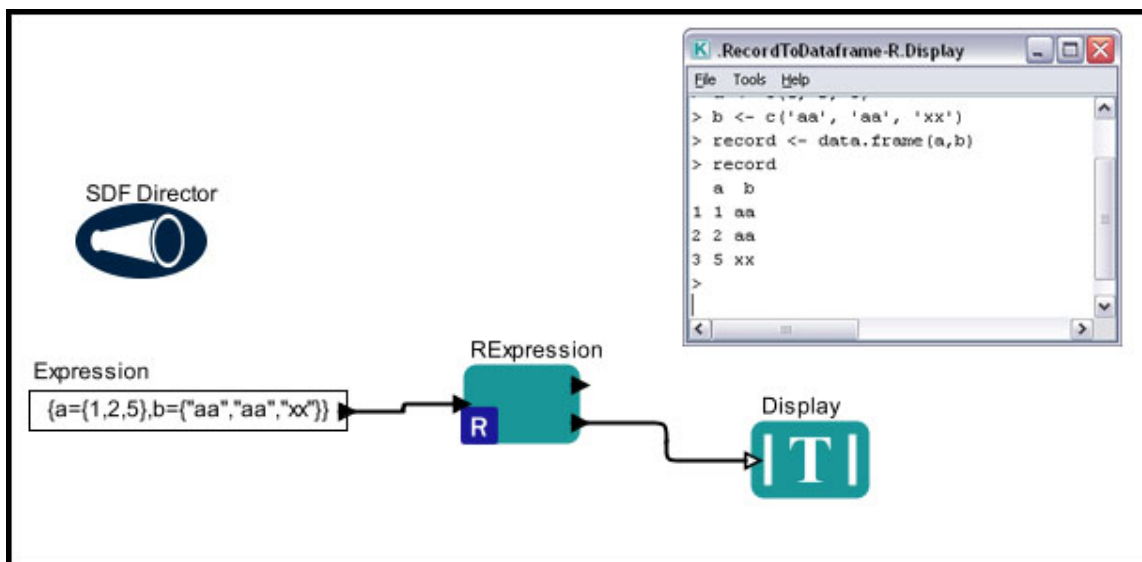 .RecordToDataframe-R.Display
File Tools Help
> b <- c('aa', 'aa', 'xx')
> record <- data.frame(a,b)
> record
a b
1 1 aa
2 2 aa
3 5 xx
>
SDF Director
RExpression
Expression
{a={1,2,5},b={"aa","aa","xx"}}
R
Display
T